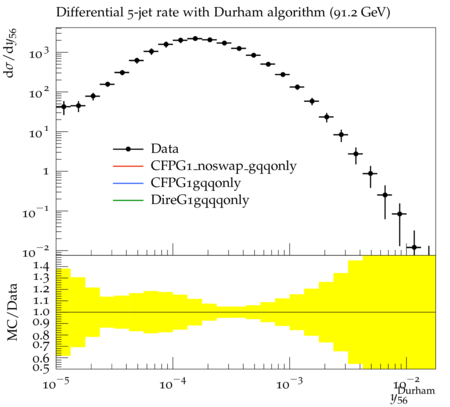 Differential 5-jet rate with Durham algorithm (91.2 GeV)
dσ/dy₅₆
10³
10²
10¹
1
10⁻¹
10⁻²
Data
CFPG1_noswap_gqqonly
CFPG1gqqonly
DireG1gqqqonly
MC/Data
1.4
1.3
1.2
1.1
1.0
0.9
0.8
0.7
0.6
0.5
10⁻⁵ 10⁻⁴ 10⁻³ 10⁻²
y₅₆^Durham